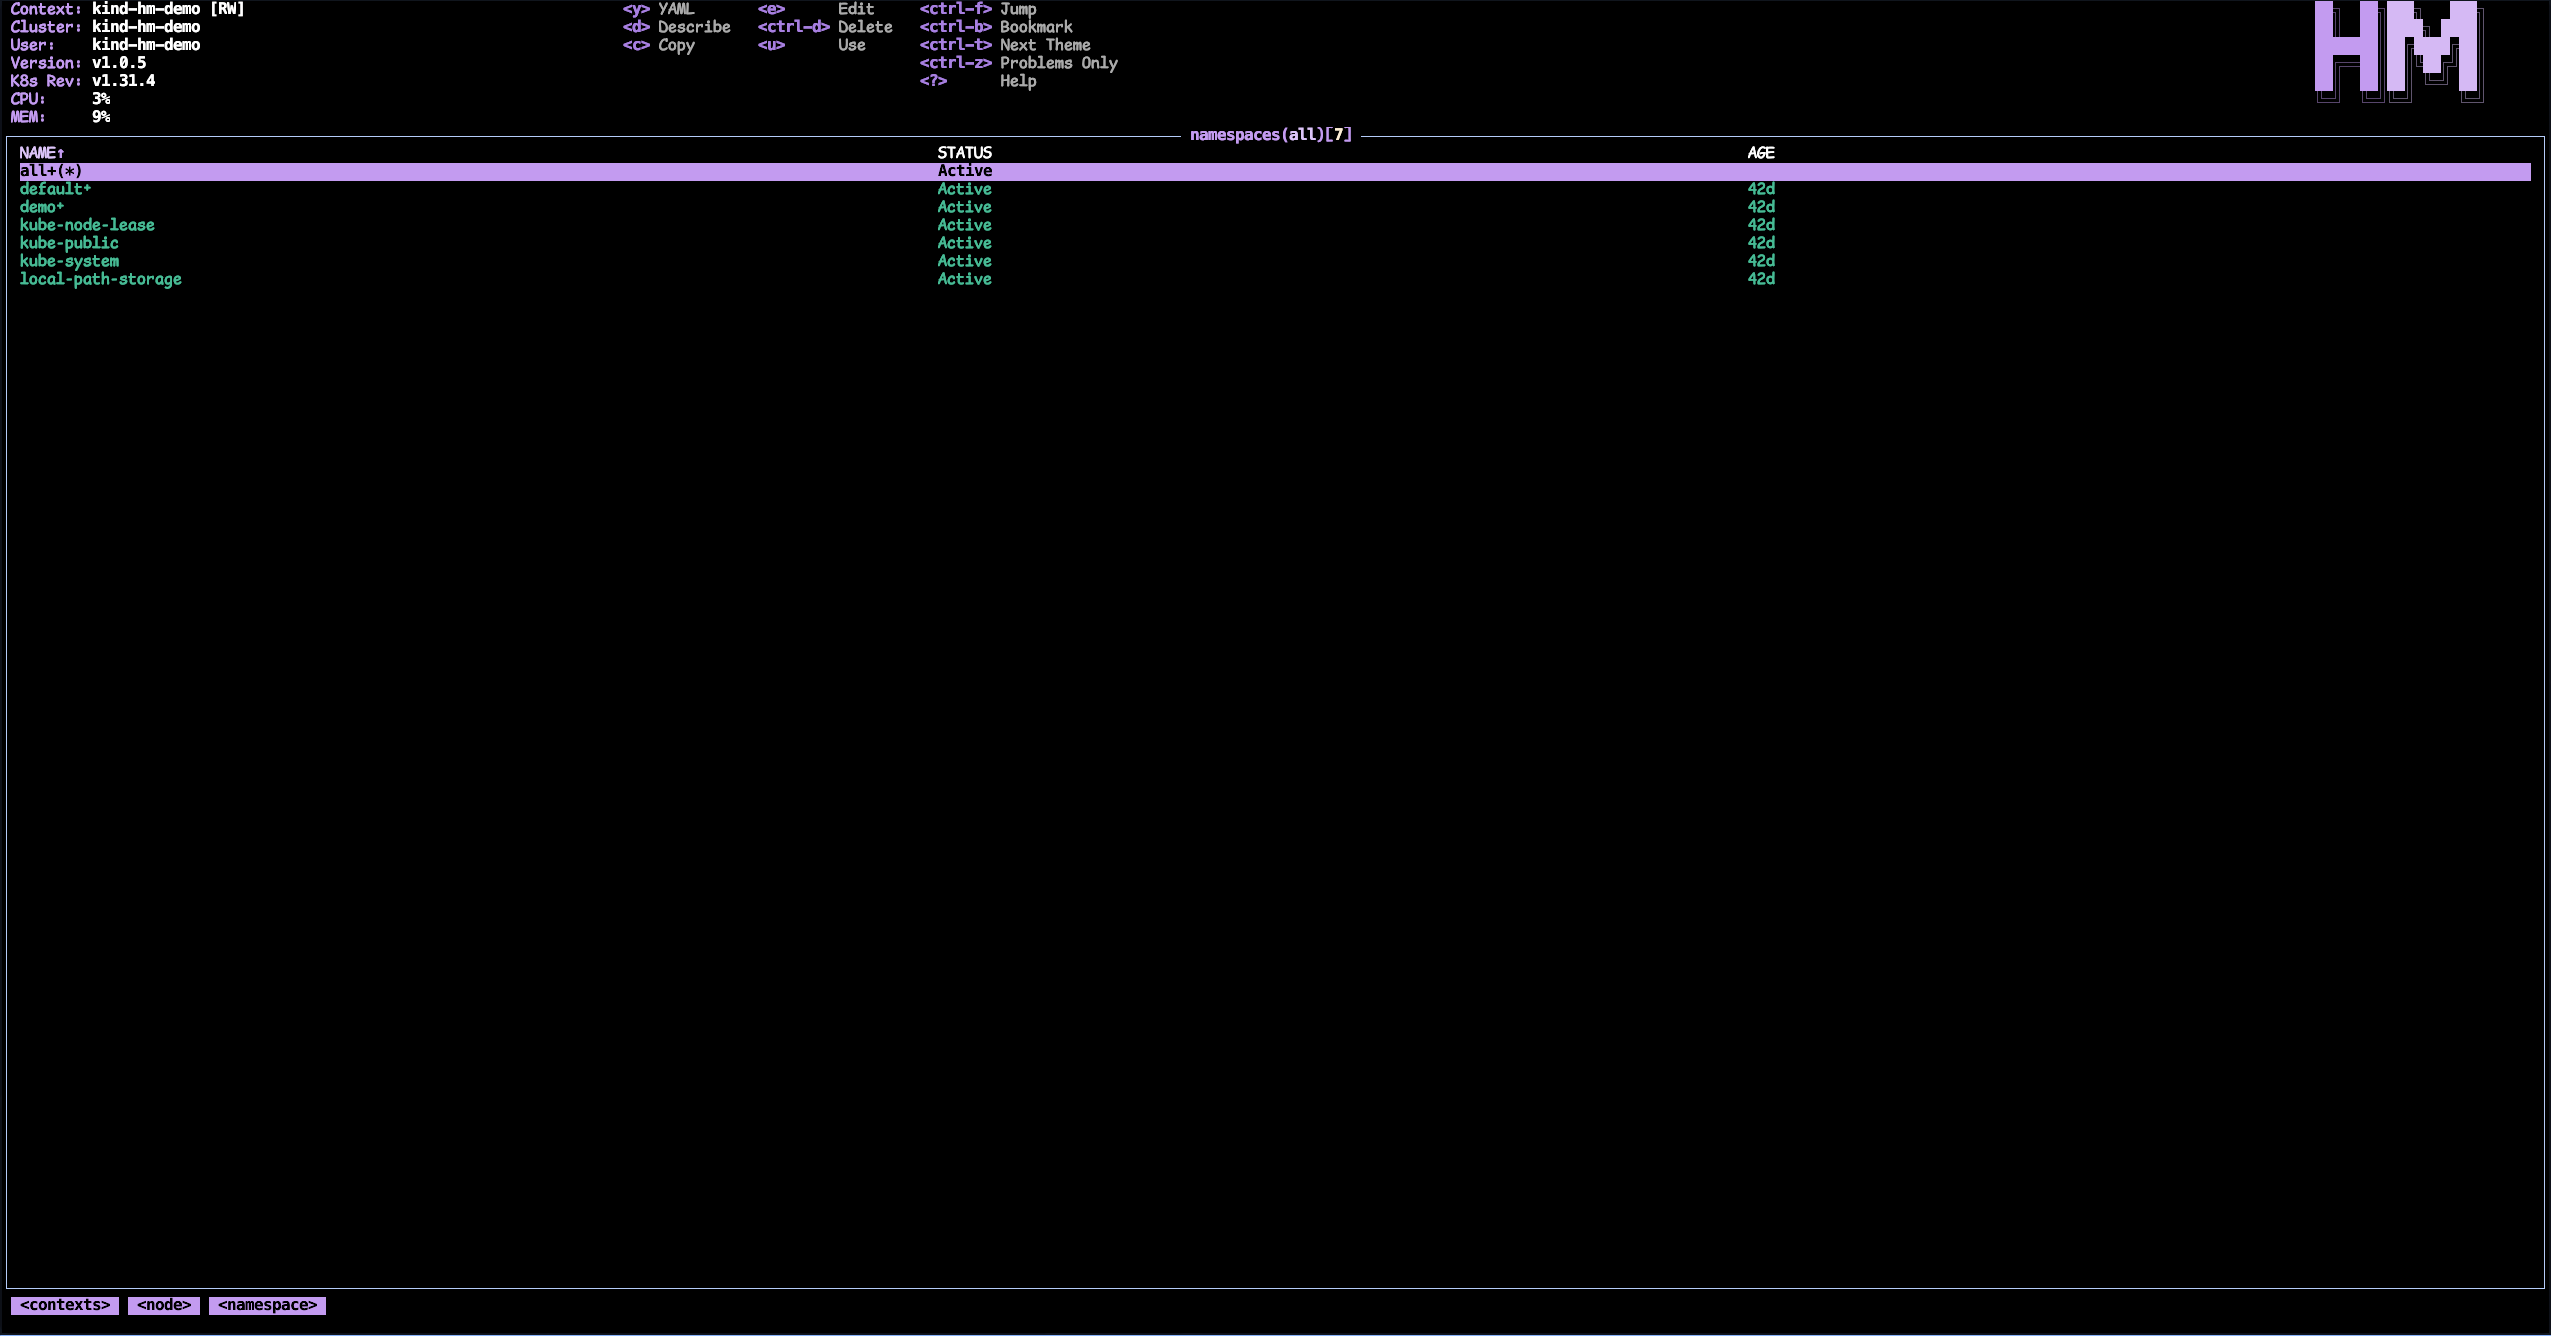 Context: kind-hm-demo [RW] <y> YAML <e> Edit <ctrl-f> Jump
Cluster: kind-hm-demo <d> Describe <ctrl-d> Delete <ctrl-b> Bookmark
User: kind-hm-demo <c> Copy <u> Use <ctrl-t> Next Theme
Version: v1.0.5 <ctrl-z> Problems Only
K8s Rev: v1.31.4 <?> Help
CPU: 3%
MEM: 9%
HM
namespaces(all)[7]
NAME↑ STATUS AGE
all+(*) Active
default+ Active 42d
demo+ Active 42d
kube-node-lease Active 42d
kube-public Active 42d
kube-system Active 42d
local-path-storage Active 42d
<contexts> <node> <namespace>